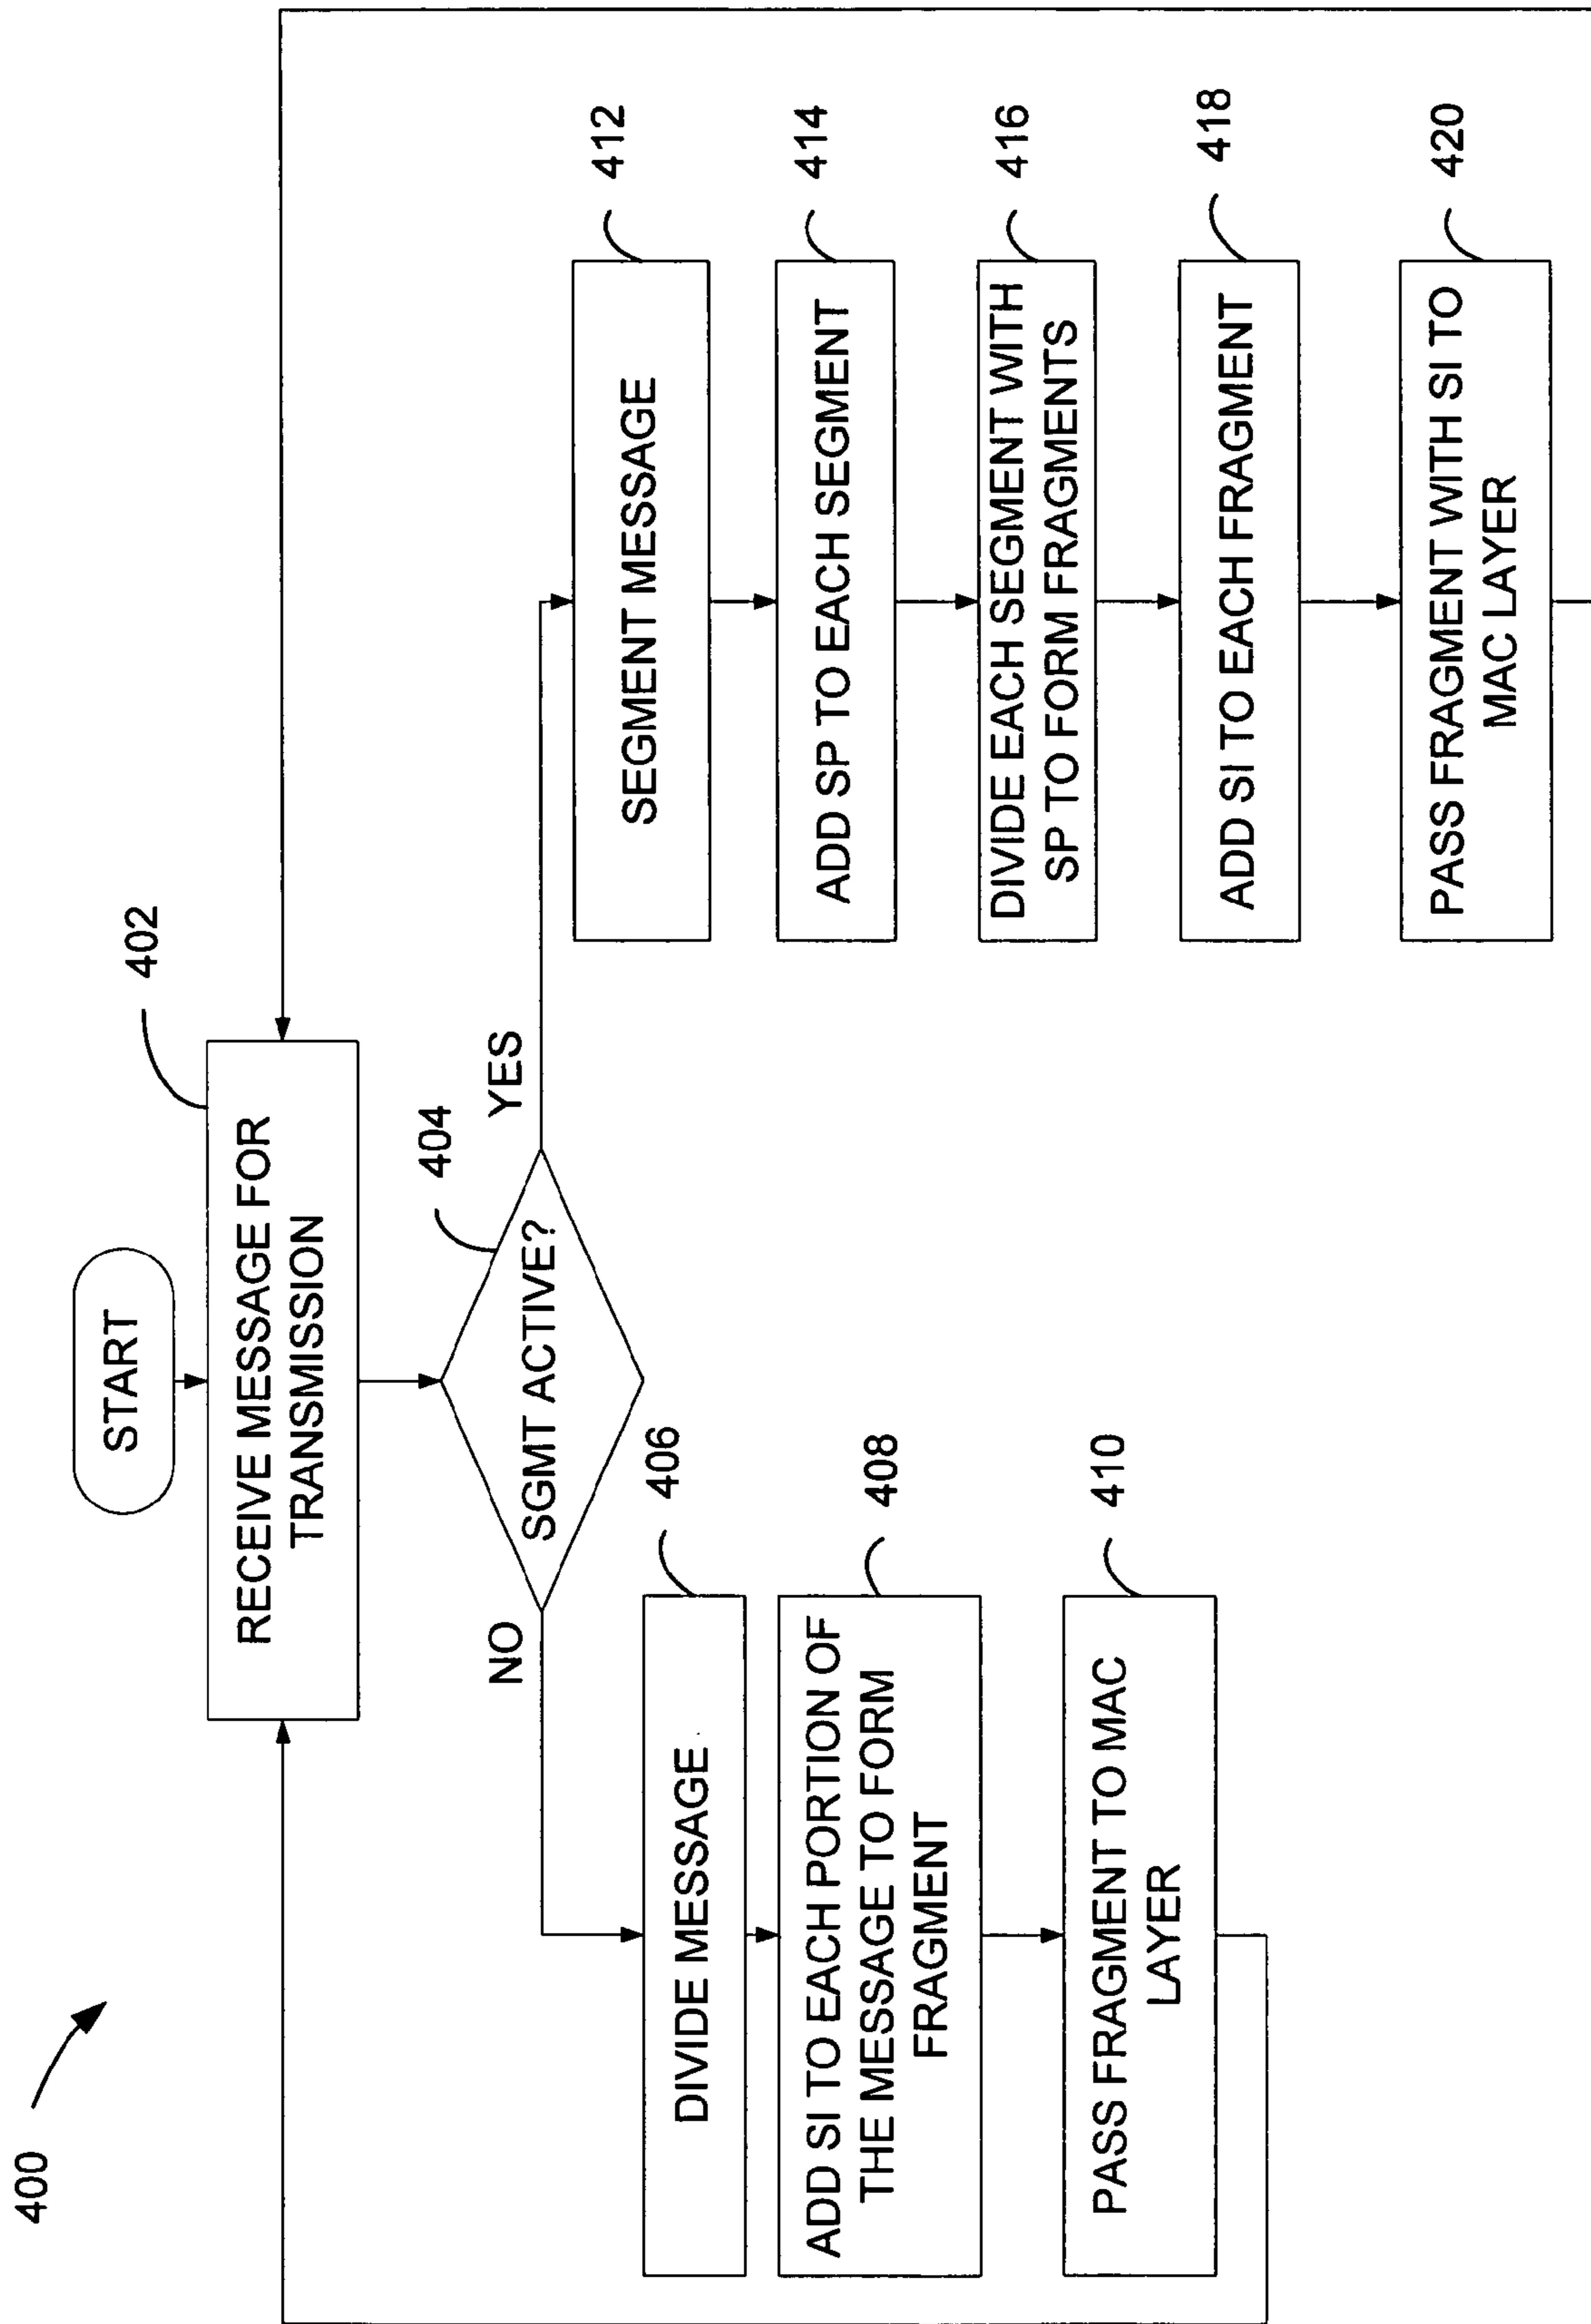 400
START
RECEIVE MESSAGE FOR
TRANSMISSION
402
SGMT ACTIVE?
404
NO
YES
DIVIDE MESSAGE
406
ADD SI TO EACH PORTION OF
THE MESSAGE TO FORM
FRAGMENT
408
PASS FRAGMENT TO MAC
LAYER
410
SEGMENT MESSAGE
412
ADD SP TO EACH SEGMENT
414
DIVIDE EACH SEGMENT WITH
SP TO FORM FRAGMENTS
416
ADD SI TO EACH FRAGMENT
418
PASS FRAGMENT WITH SI TO
MAC LAYER
420